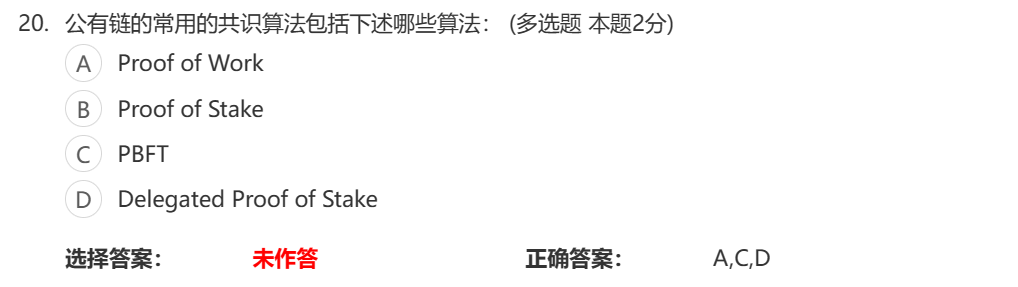 20. 公有链的常用的共识算法包括下述哪些算法： (多选题 本题2分)
A Proof of Work
B Proof of Stake
C PBFT
D Delegated Proof of Stake
选择答案： 未作答 正确答案： A,C,D